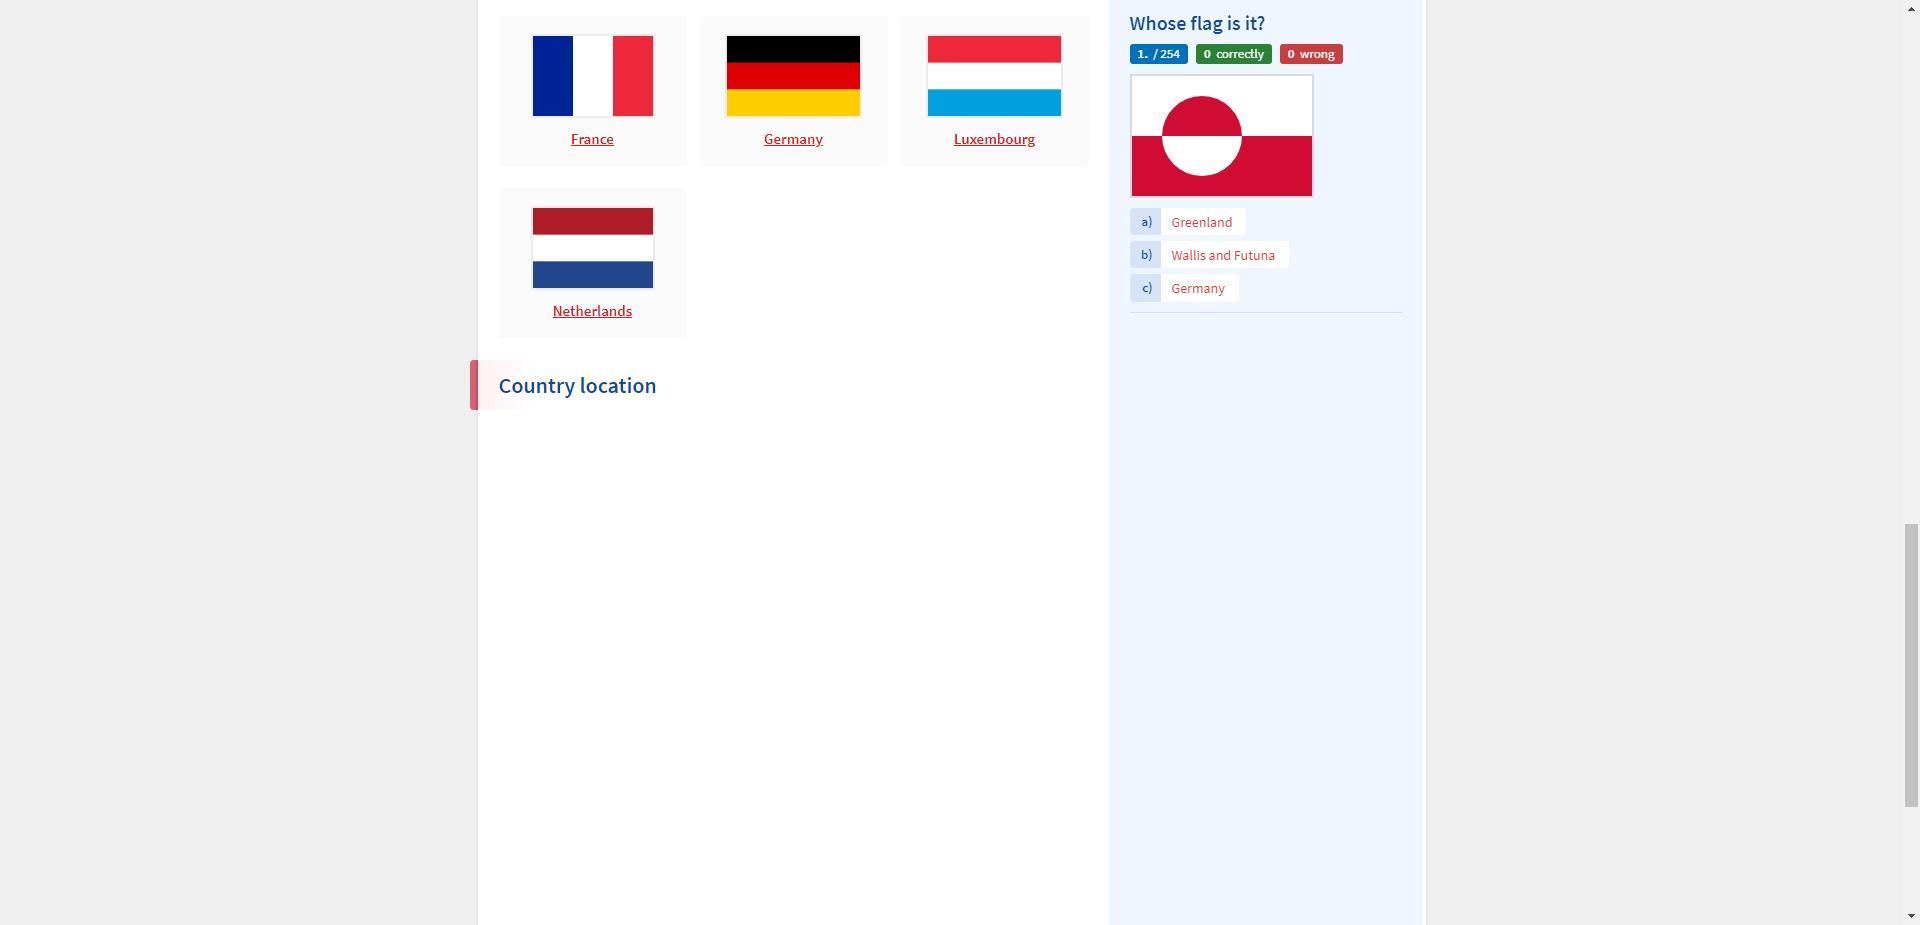 France
Germany
Luxembourg
Netherlands
Country location
Whose flag is it?
1. / 254 0 correctly 0 wrong
a) Greenland
b) Wallis and Futuna
c) Germany